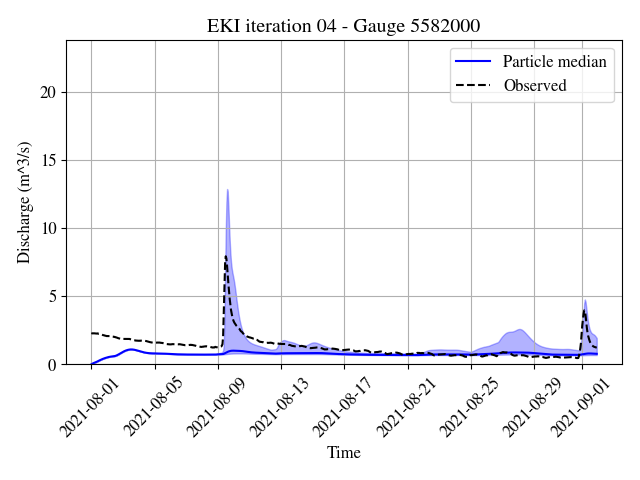 EKI iteration 04 - Gauge 5582000
Particle median
Observed
Discharge (m^3/s)
20
15
10
5
0
2021-08-01
2021-08-05
2021-08-09
2021-08-13
2021-08-17
2021-08-21
2021-08-25
2021-08-29
2021-09-01
Time